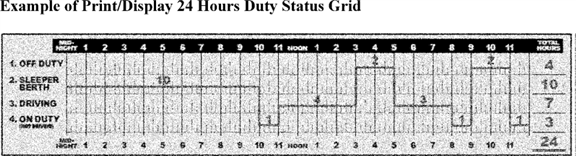 Example of Print/Display 24 Hours Duty Status Grid
MID-NIGHT 1 2 3 4 5 6 7 8 9 10 11 NOON 1 2 3 4 5 6 7 8 9 10 11 TOTAL HOURS
1. OFF DUTY 2 2 4
2. SLEEPER BERTH 10 10
3. DRIVING 4 3 7
4. ON DUTY 1 1 1 3
MID-NIGHT 1 2 3 4 5 6 7 8 9 10 11 NOON 1 2 3 4 5 6 7 8 9 10 11 24